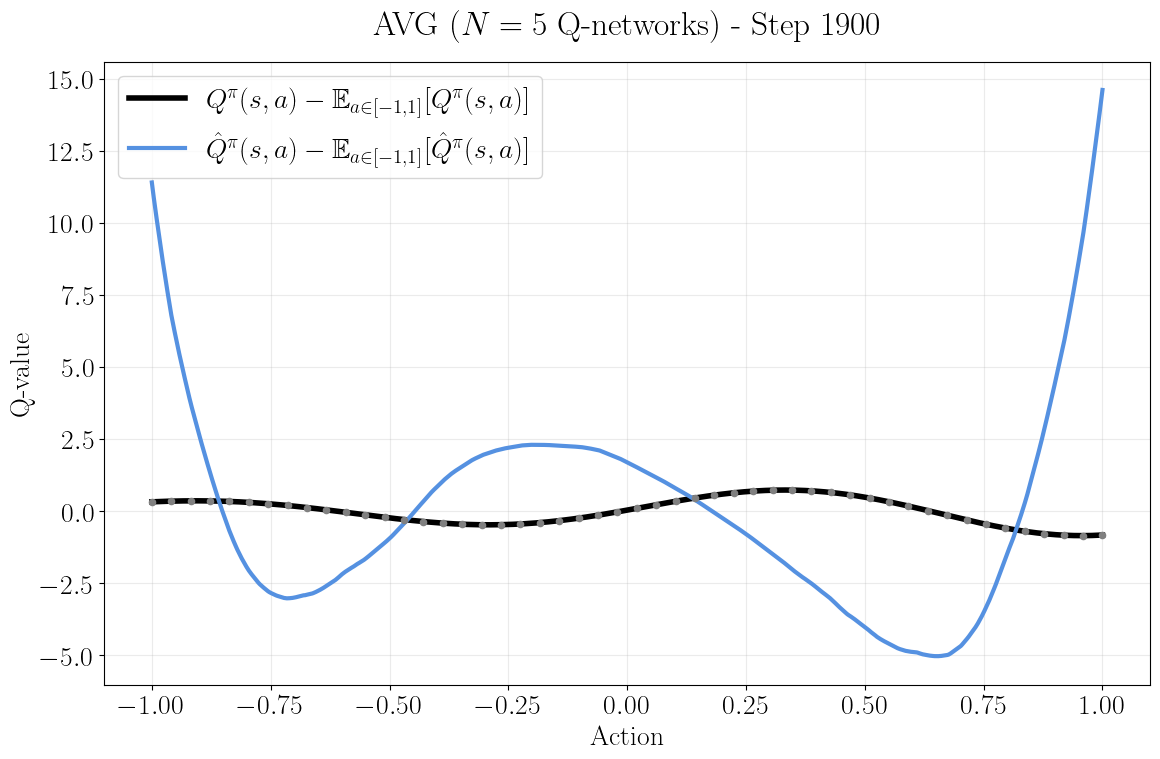 AVG (N = 5 Q-networks) - Step 1900
Q^π(s, a) − 𝔼_{a∈[−1,1]}[Q^π(s, a)]
Q̂^π(s, a) − 𝔼_{a∈[−1,1]}[Q̂^π(s, a)]
15.0
12.5
10.0
7.5
5.0
2.5
0.0
−2.5
−5.0
Q-value
−1.00 −0.75 −0.50 −0.25 0.00 0.25 0.50 0.75 1.00
Action